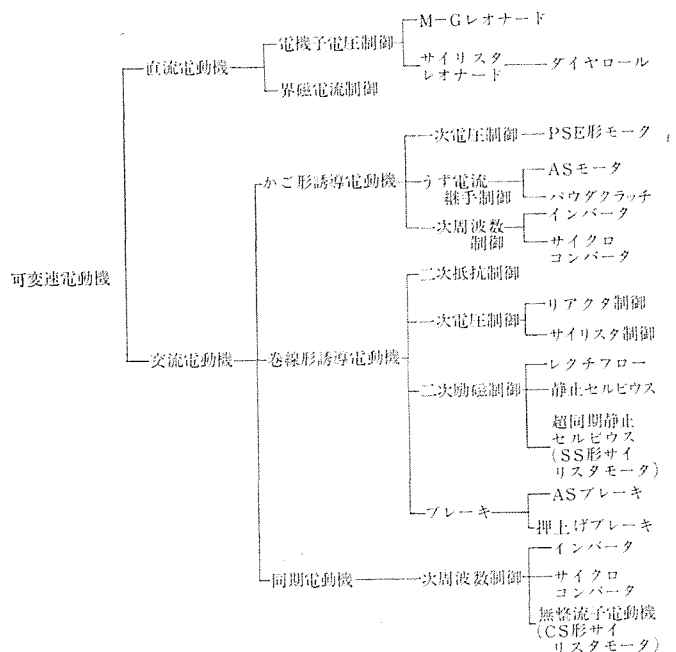 M-Gレオナード
電機子電圧制御
サイリスタ
レオナード
ダイヤロール
直流電動機
界磁電流制御
一次電圧制御
PSE形モータ
かご形誘導電動機
うず電流
継手制御
ASモータ
パウダクラッチ
一次周波数
制御
インバータ
サイクロ
コンバータ
可変速電動機
二次抵抗制御
一次電圧制御
リアクタ制御
サイリスタ制御
交流電動機
巻線形誘導電動機
二次励磁制御
レクチフロー
静止セルビウス
超同期静止
セルビウス
(SS形サイ
リスタモータ)
ブレーキ
ASブレーキ
押上げブレーキ
同期電動機
一次周波数制御
インバータ
サイクロ
コンバータ
無整流子電動機
(CS形サイ
リスタモータ)